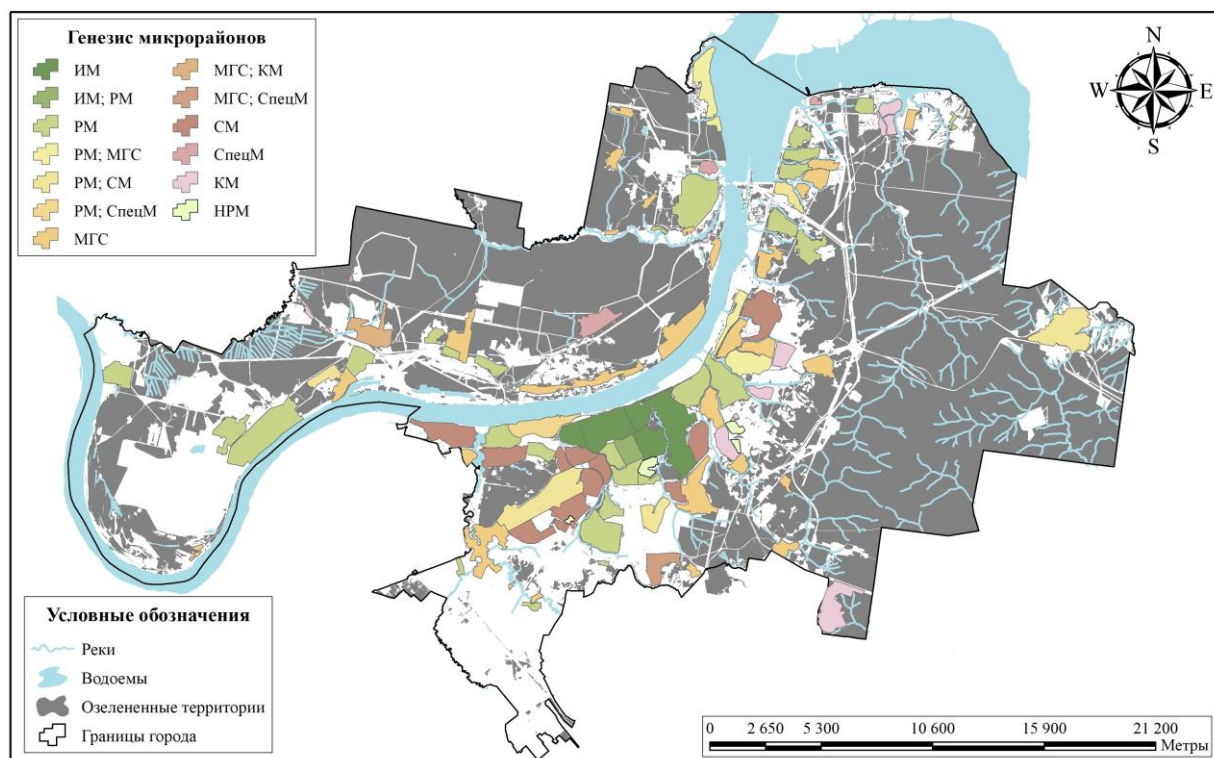 Генезис микрорайонов
ИМ
ИМ; РМ
РМ
РМ; МГС
РМ; СМ
РМ; СпецМ
МГС
МГС; КМ
МГС; СпецМ
СМ
СпецМ
КМ
НРМ
N
W E
S
Условные обозначения
Реки
Водоемы
Озелененные территории
Границы города
0 2 650 5 300 10 600 15 900 21 200
Метры